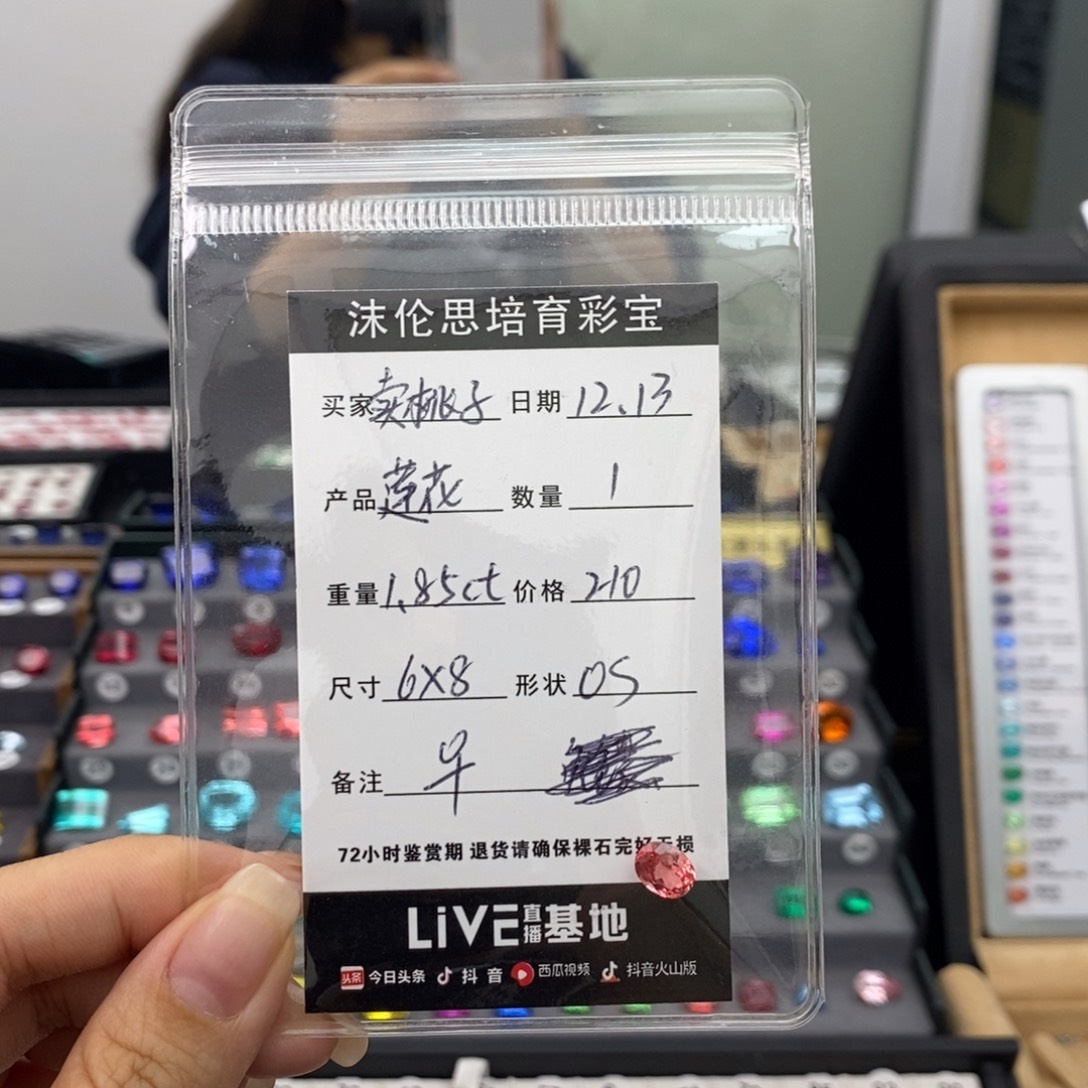 沫伦思培育彩宝
买家 卖桃子 日期 12.13
产品 莲花 数量 1
重量 1.85ct 价格 210
尺寸 6X8 形状 OS
备注 早
72小时鉴赏期 退货请确保裸石完好无损
LiVE直播基地
头条 今日头条 抖音 西瓜视频 抖音火山版